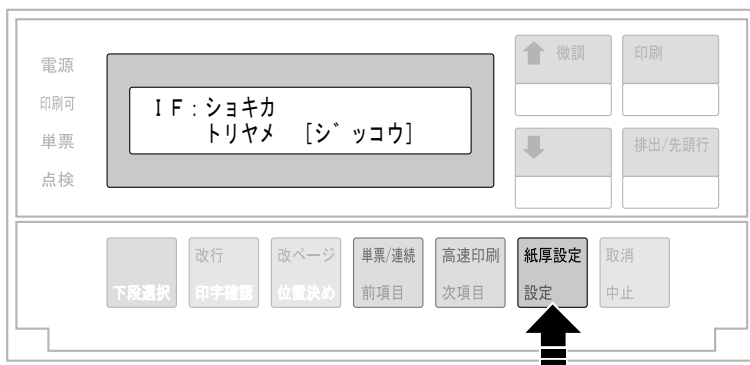 電源
印刷可
単票
点検
IF:ショキカ
トリヤメ [シ゛ッコウ]
微調
印刷
排出/先頭行
下段選択
改行
印字確認
改ページ
位置決め
単票/連続
前項目
高速印刷
次項目
紙厚設定
設定
取消
中止